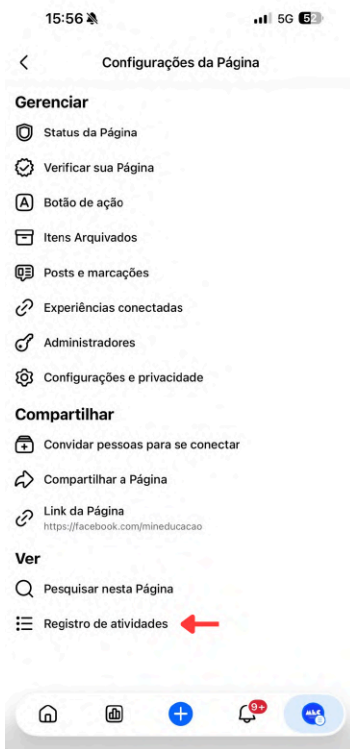 15:56
5G 52
Configurações da Página
Gerenciar
Status da Página
Verificar sua Página
A Botão de ação
Itens Arquivados
Posts e marcações
Experiências conectadas
Administradores
Configurações e privacidade
Compartilhar
Convidar pessoas para se conectar
Compartilhar a Página
Link da Página
https://facebook.com/mineducacao
Ver
Pesquisar nesta Página
Registro de atividades
9+